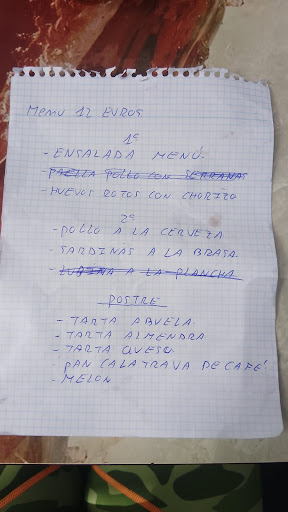 Menu 12 EUROS
1º
- ENSALADA MENÚ.
- PAELLA POLLO CON SERRANAS
- HUEVOS ROTOS CON CHORIZO
2º
- POLLO A LA CERVEZA
- SARDINAS A LA BRASA.
- LUBINA A LA PLANCHA
POSTRE
- TARTA ABUELA.
- TARTA ALMENDRA
- TARTA QUESO.
PAN CALATRAVA DE CAFÉ
- MELON